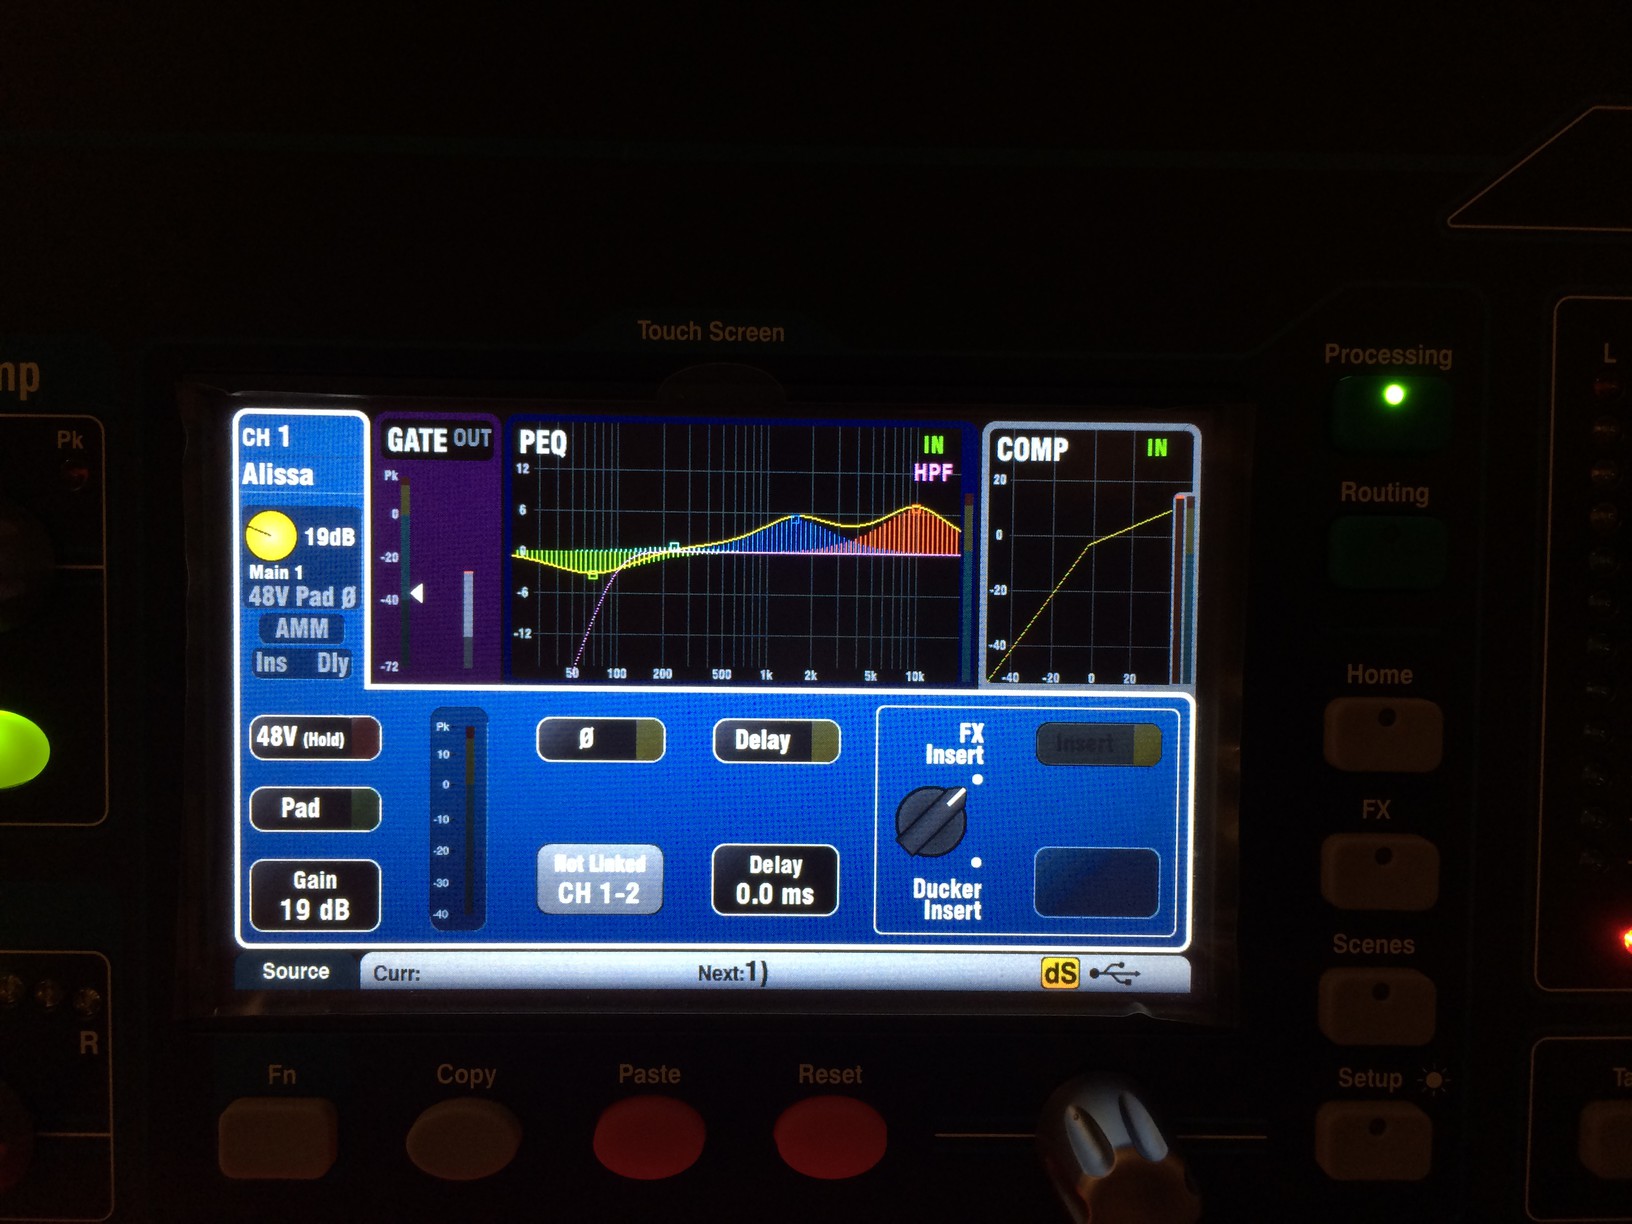 Touch Screen
mp
Pk
R
CH 1
Alissa
19dB
Main 1
48V Pad Ø
AMM
Ins Dly
GATE OUT
Pk
0
-20
-40
-72
PEQ
IN
HPF
12
6
0
-6
-12
50 100 200 500 1k 2k 5k 10k
COMP IN
20
0
-20
-40
-40 -20 0 20
48V (Hold)
Pad
Gain
19 dB
Pk
10
0
-10
-20
-30
-40
Ø
Delay
Not Linked
CH 1-2
Delay
0.0 ms
FX
Insert
Insert
Ducker
Insert
Source
Curr:
Next:1)
dS
Fn
Copy
Paste
Reset
Processing
Routing
Home
FX
Scenes
Setup
L
Ta